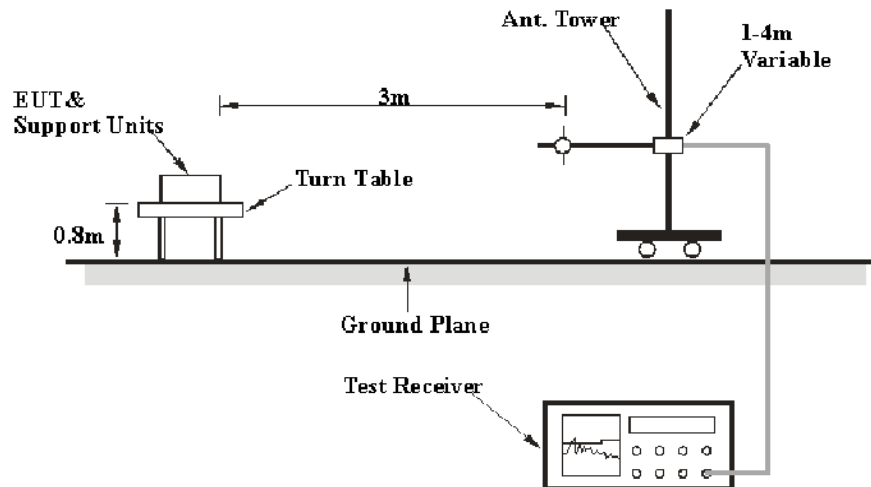 Ant. Tower
1-4m
Variable
EUT &
Support Units
3m
Turn Table
0.8m
Ground Plane
Test Receiver